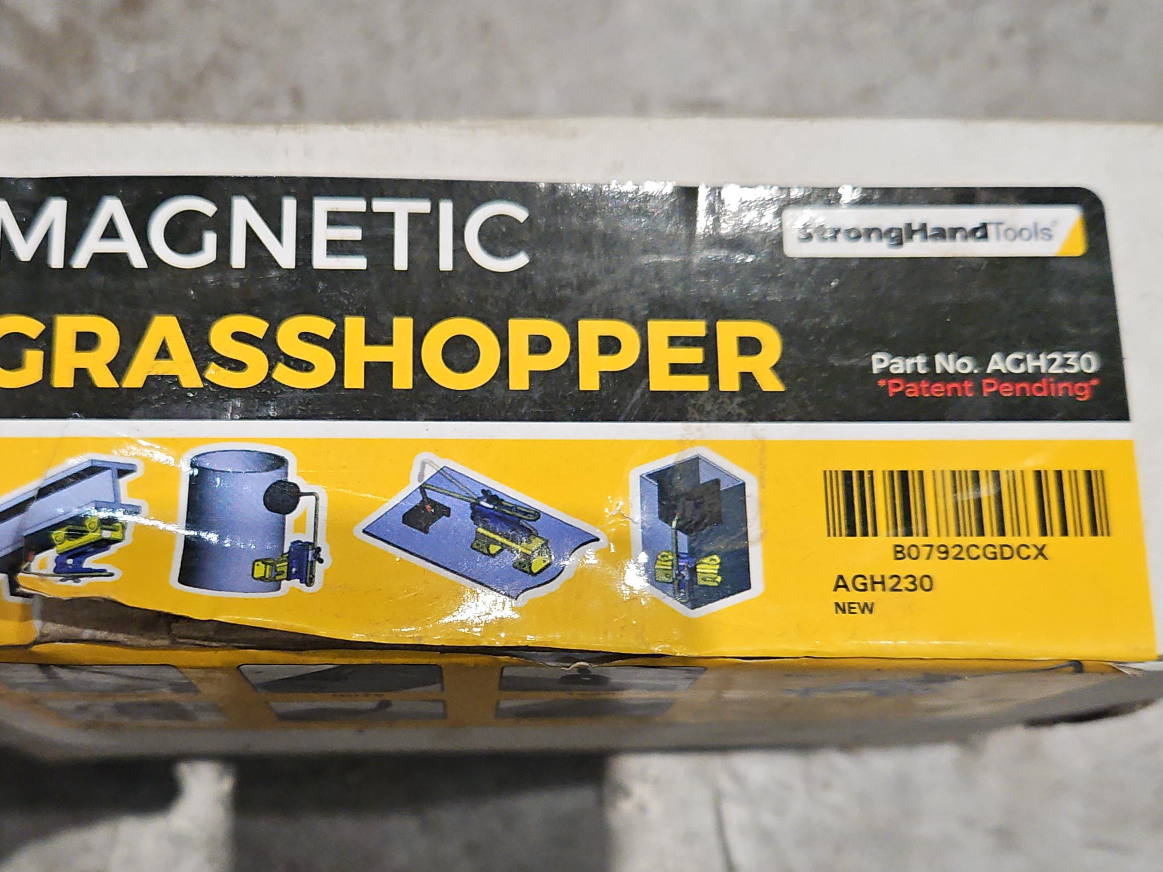 MAGNETIC
StrongHandTools®
GRASSHOPPER
Part No. AGH230
"Patent Pending"
B0792CGDCX
AGH230
NEW